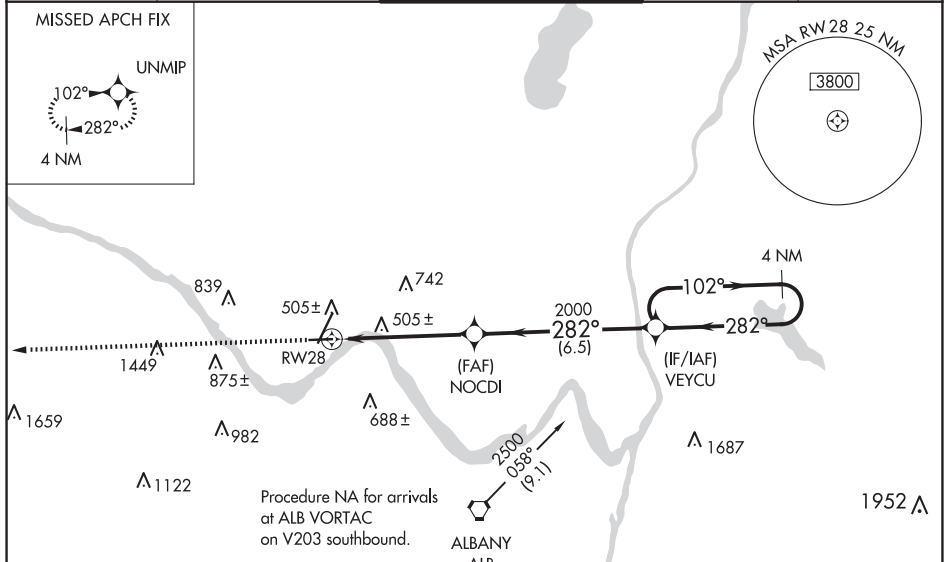 MISSED APCH FIX
UNMIP
102°
282°
4 NM
MSA RW28 25 NM
3800
4 NM
102°
282°
839
742
505±
505±
2000
282°
(6.5)
RW28
(FAF)
NOCDI
(IF/IAF)
VEYCU
1449
875±
1659
982
688±
1687
1122
2500
058°
(9.1)
1952
Procedure NA for arrivals
at ALB VORTAC
on V203 southbound.
ALBANY
ALB